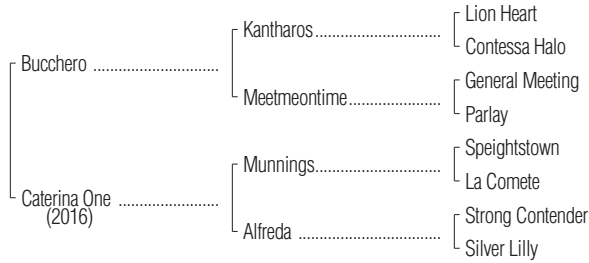 Lion Heart
Kantharos
Contessa Halo
Bucchero
General Meeting
Meetmeontime
Parlay
Speightstown
Munnings
La Comete
Caterina One
(2016)
Strong Contender
Alfreda
Silver Lilly